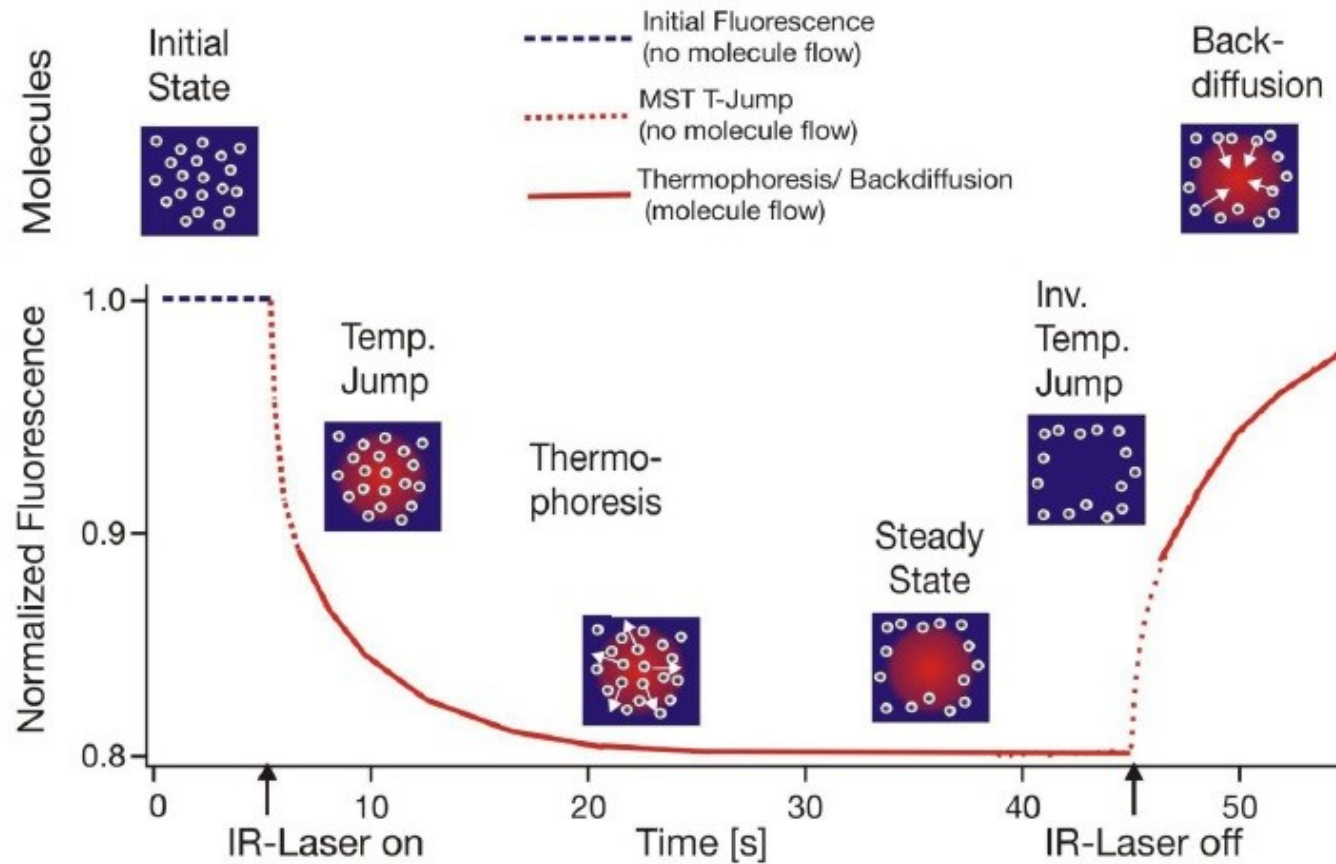 Molecules
Initial
State
Initial Fluorescence
(no molecule flow)
MST T-Jump
(no molecule flow)
Thermophoresis/ Backdiffusion
(molecule flow)
Back-
diffusion
Normalized Fluorescence
1.0
0.9
0.8
Temp.
Jump
Thermo-
phoresis
Steady
State
Inv.
Temp.
Jump
0
10
20
30
40
50
IR-Laser on
Time [s]
IR-Laser off